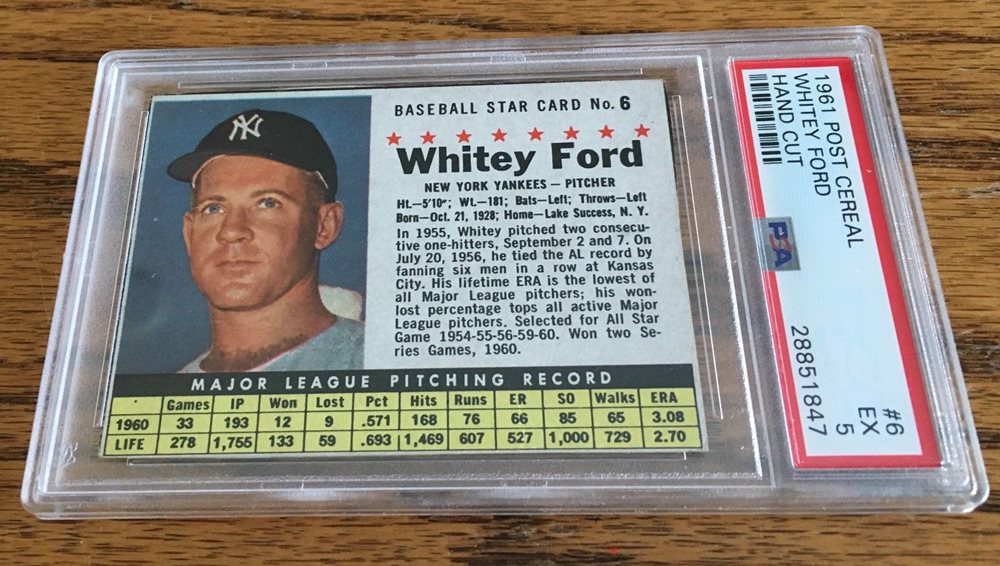 NY
BASEBALL STAR CARD No. 6
Whitey Ford
NEW YORK YANKEES — PITCHER
Ht.—5'10"; Wt.—181; Bats—Left; Throws—Left
Born—Oct. 21, 1928; Home—Lake Success, N. Y.
In 1955, Whitey pitched two consecu-
tive one-hitters, September 2 and 7. On
July 20, 1956, he tied the AL record by
fanning six men in a row at Kansas
City. His lifetime ERA is the lowest of
all Major League pitchers; his won-
lost percentage tops all active Major
League pitchers. Selected for All Star
Game 1954-55-56-59-60. Won two Se-
ries Games, 1960.
MAJOR LEAGUE PITCHING RECORD
Games IP Won Lost Pct Hits Runs ER SO Walks ERA
1960 33 193 12 9 .571 168 76 66 85 65 3.08
LIFE 278 1,755 133 59 .693 1,469 607 527 1,000 729 2.70
1961 POST CEREAL
WHITEY FORD
HAND CUT
PSA
#6
EX
5
28851847